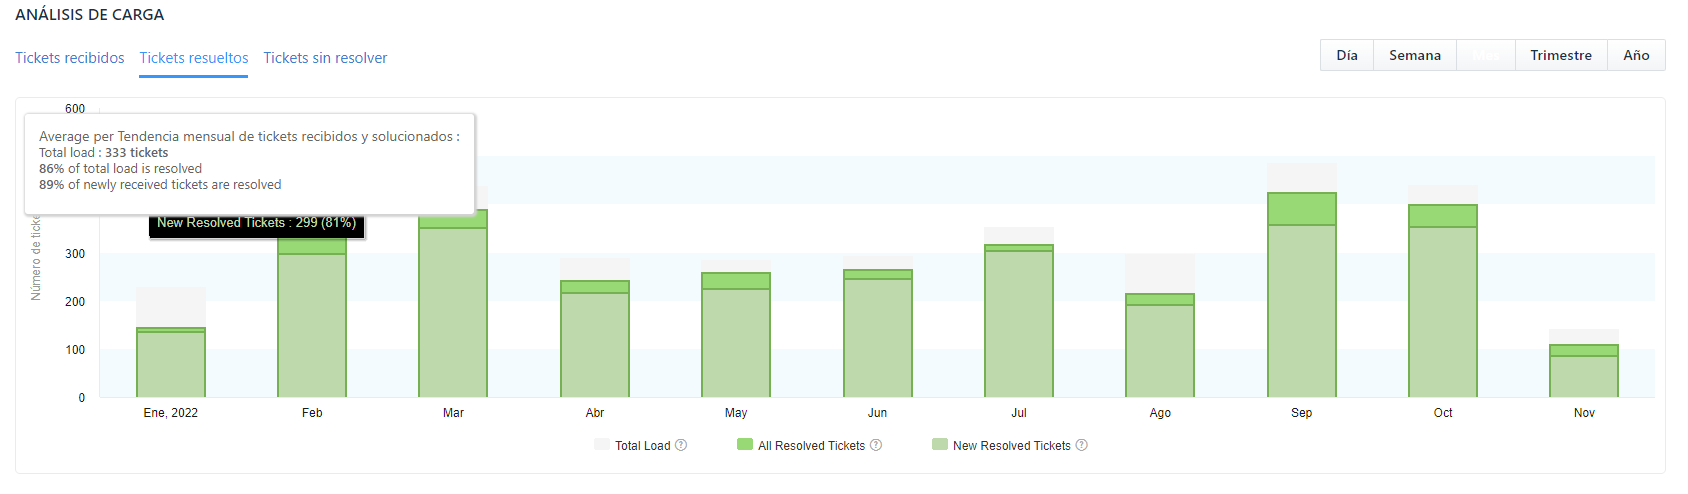 ANÁLISIS DE CARGA
Tickets recibidos Tickets resueltos Tickets sin resolver
Día Semana Mes Trimestre Año
600
Average per Tendencia mensual de tickets recibidos y solucionados :
Total load : 333 tickets
86% of total load is resolved
89% of newly received tickets are resolved
New Resolved Tickets : 299 (81%)
Número de ticke
300
200
100
0
Ene, 2022 Feb Mar Abr May Jun Jul Ago Sep Oct Nov
Total Load ? All Resolved Tickets ? New Resolved Tickets ?